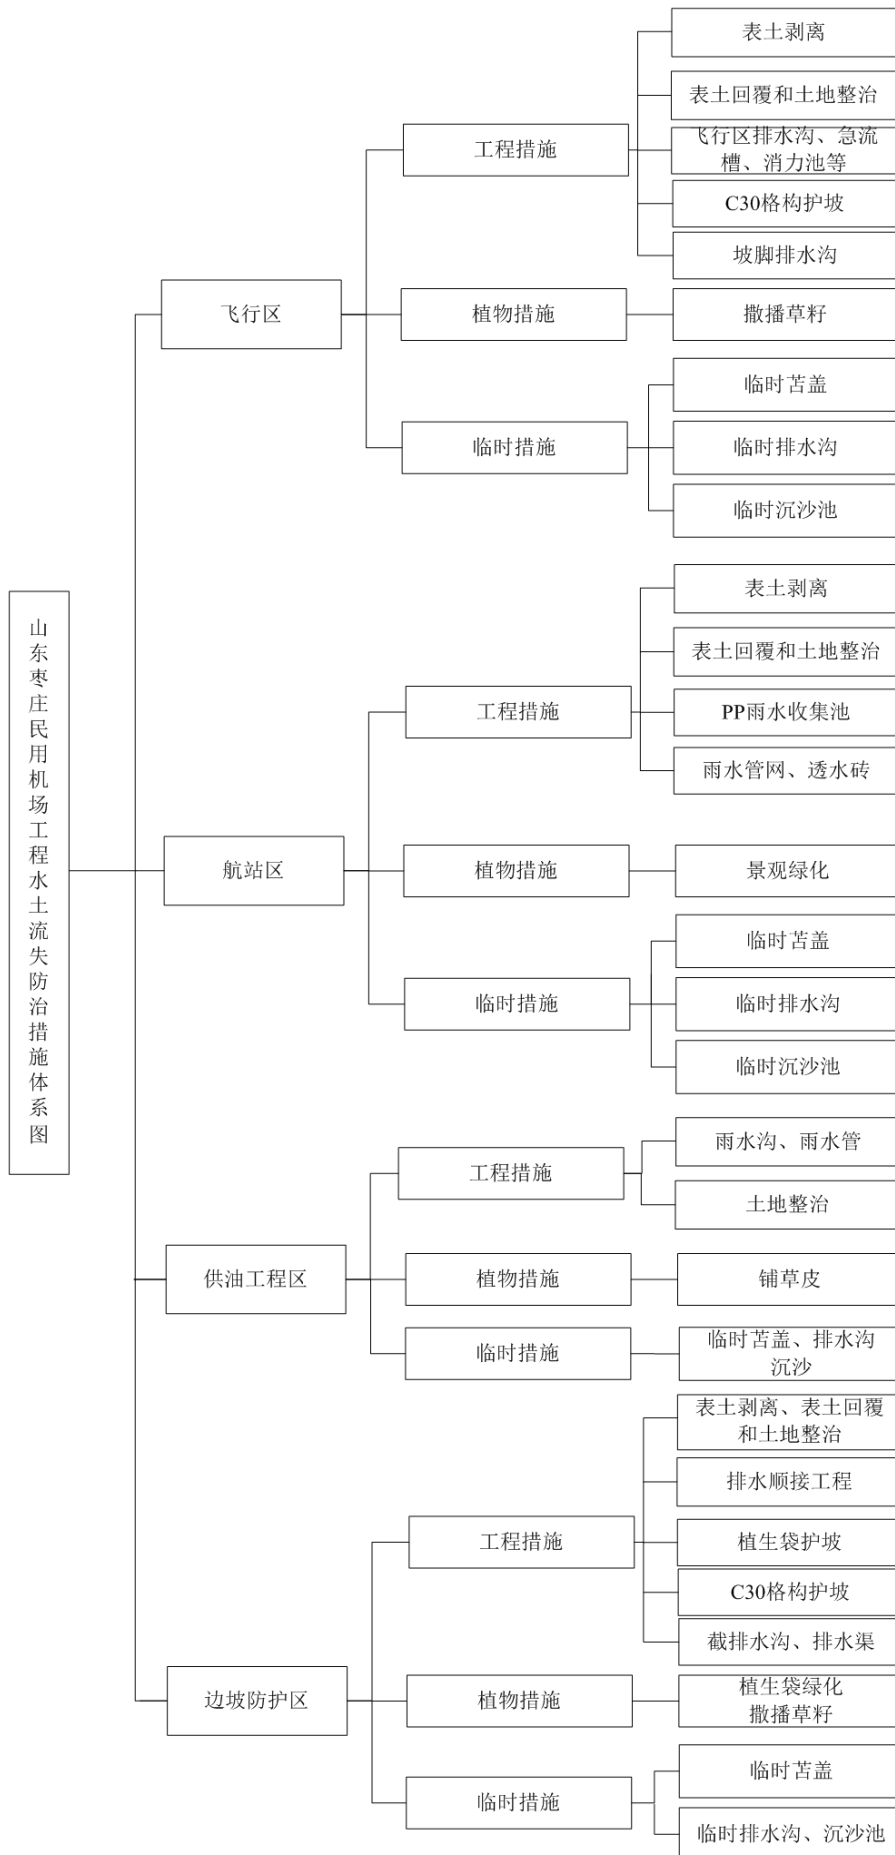 山东枣庄民用机场工程水土流失防治措施体系图
飞行区
工程措施
表土剥离
表土回覆和土地整治
飞行区排水沟、急流
槽、消力池等
C30格构护坡
坡脚排水沟
植物措施
撒播草籽
临时措施
临时苫盖
临时排水沟
临时沉沙池
航站区
工程措施
表土剥离
表土回覆和土地整治
PP雨水收集池
雨水管网、透水砖
植物措施
景观绿化
临时措施
临时苫盖
临时排水沟
临时沉沙池
供油工程区
工程措施
雨水沟、雨水管
土地整治
植物措施
铺草皮
临时措施
临时苫盖、排水沟
沉沙
边坡防护区
工程措施
表土剥离、表土回覆
和土地整治
排水顺接工程
植生袋护坡
C30格构护坡
截排水沟、排水渠
植物措施
植生袋绿化
撒播草籽
临时措施
临时苫盖
临时排水沟、沉沙池